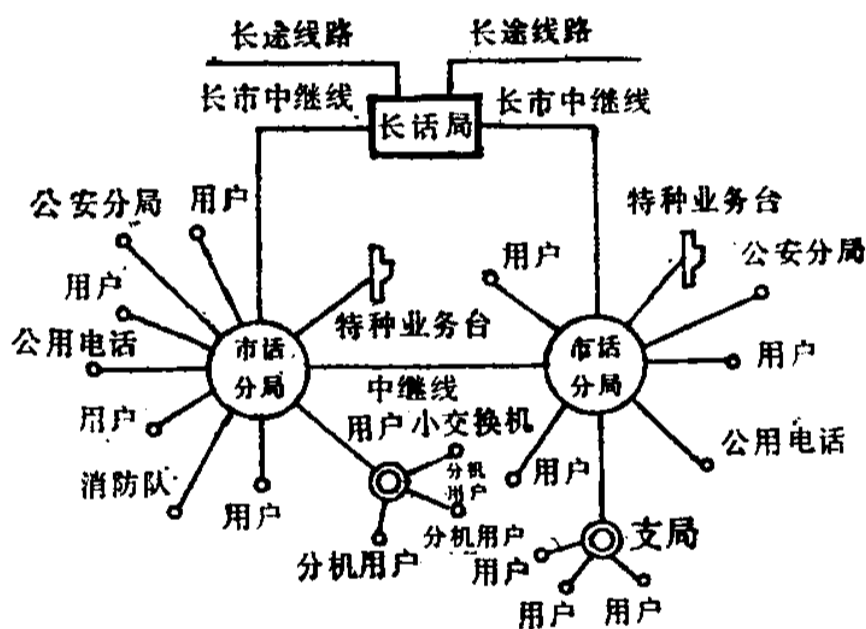 长途线路
长途线路
长市中继线
长话局
长市中继线
公安分局
用户
特种业务台
用户
公安分局
用户
特种业务台
公用电话
市话
分局
市话
分局
用户
中继线
用户
用户小交换机
公用电话
分机
用户
消防队
用户
用户
分机用户
分机用户
支局
用户
用户
用户